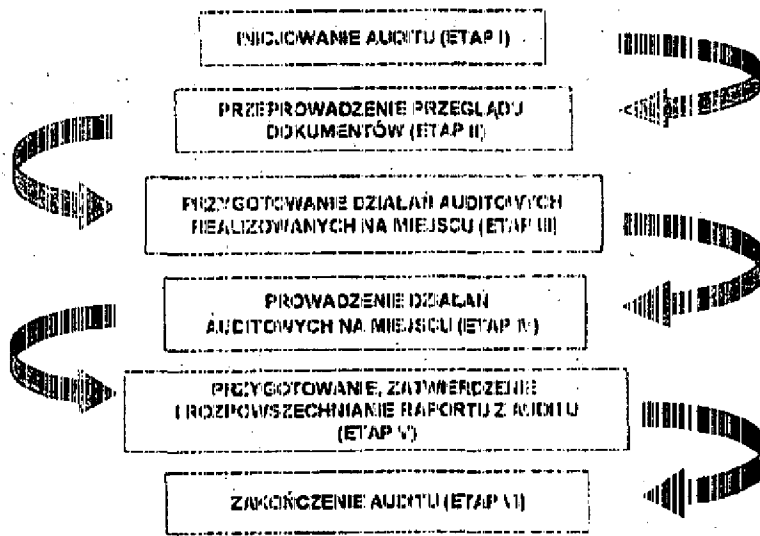 INICJOWANIE AUDITU (ETAP I)
PRZEPROWADZENIE PRZEGLĄDU
DOKUMENTÓW (ETAP II)
PRZYGOTOWANIE DZIAŁAŃ AUDITOWYCH
REALIZOWANYCH NA MIEJSCU (ETAP III)
PROWADZENIE DZIAŁAŃ
AUDITOWYCH NA MIEJSCU (ETAP IV)
PRZYGOTOWANIE, ZATWIERDZENIE
I ROZPOWSZECHNIANIE RAPORTU Z AUDITU
(ETAP V)
ZAKOŃCZENIE AUDITU (ETAP VI)